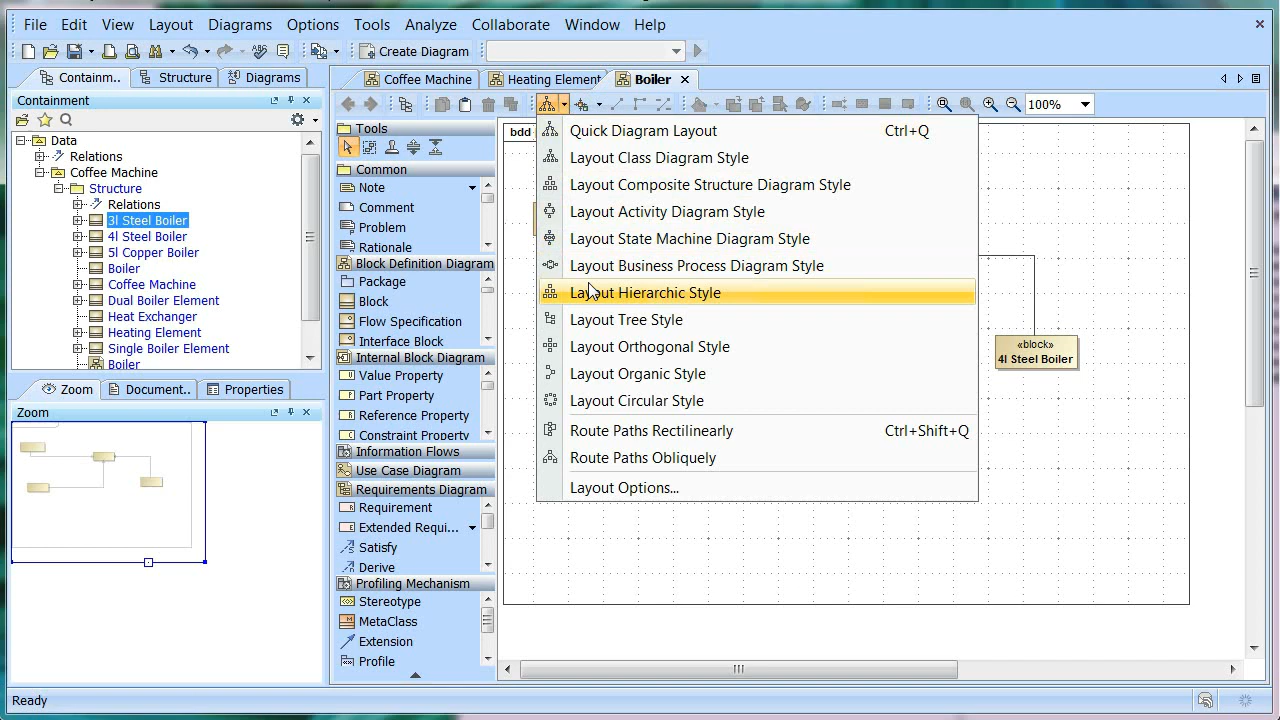 File Edit View Layout Diagrams Options Tools Analyze Collaborate Window Help
Create Diagram
Containm.. Structure Diagrams
Containment
Data
Relations
Coffee Machine
Structure
Relations
3l Steel Boiler
4l Steel Boiler
5l Copper Boiler
Boiler
Coffee Machine
Dual Boiler Element
Heat Exchanger
Heating Element
Single Boiler Element
Boiler
Zoom Document.. Properties
Zoom
Coffee Machine Heating Element Boiler
100%
Tools
Common
Note
Comment
Problem
Rationale
Block Definition Diagram
Package
Block
Flow Specification
Interface Block
Internal Block Diagram
Value Property
Part Property
Reference Property
Constraint Property
Information Flows
Use Case Diagram
Requirements Diagram
Requirement
Extended Requi...
Satisfy
Derive
Profiling Mechanism
Stereotype
MetaClass
Extension
Profile
bdd
Quick Diagram Layout Ctrl+Q
Layout Class Diagram Style
Layout Composite Structure Diagram Style
Layout Activity Diagram Style
Layout State Machine Diagram Style
Layout Business Process Diagram Style
Layout Hierarchic Style
Layout Tree Style
Layout Orthogonal Style
Layout Organic Style
Layout Circular Style
Route Paths Rectilinearly Ctrl+Shift+Q
Route Paths Obliquely
Layout Options...
«block»
4l Steel Boiler
Ready